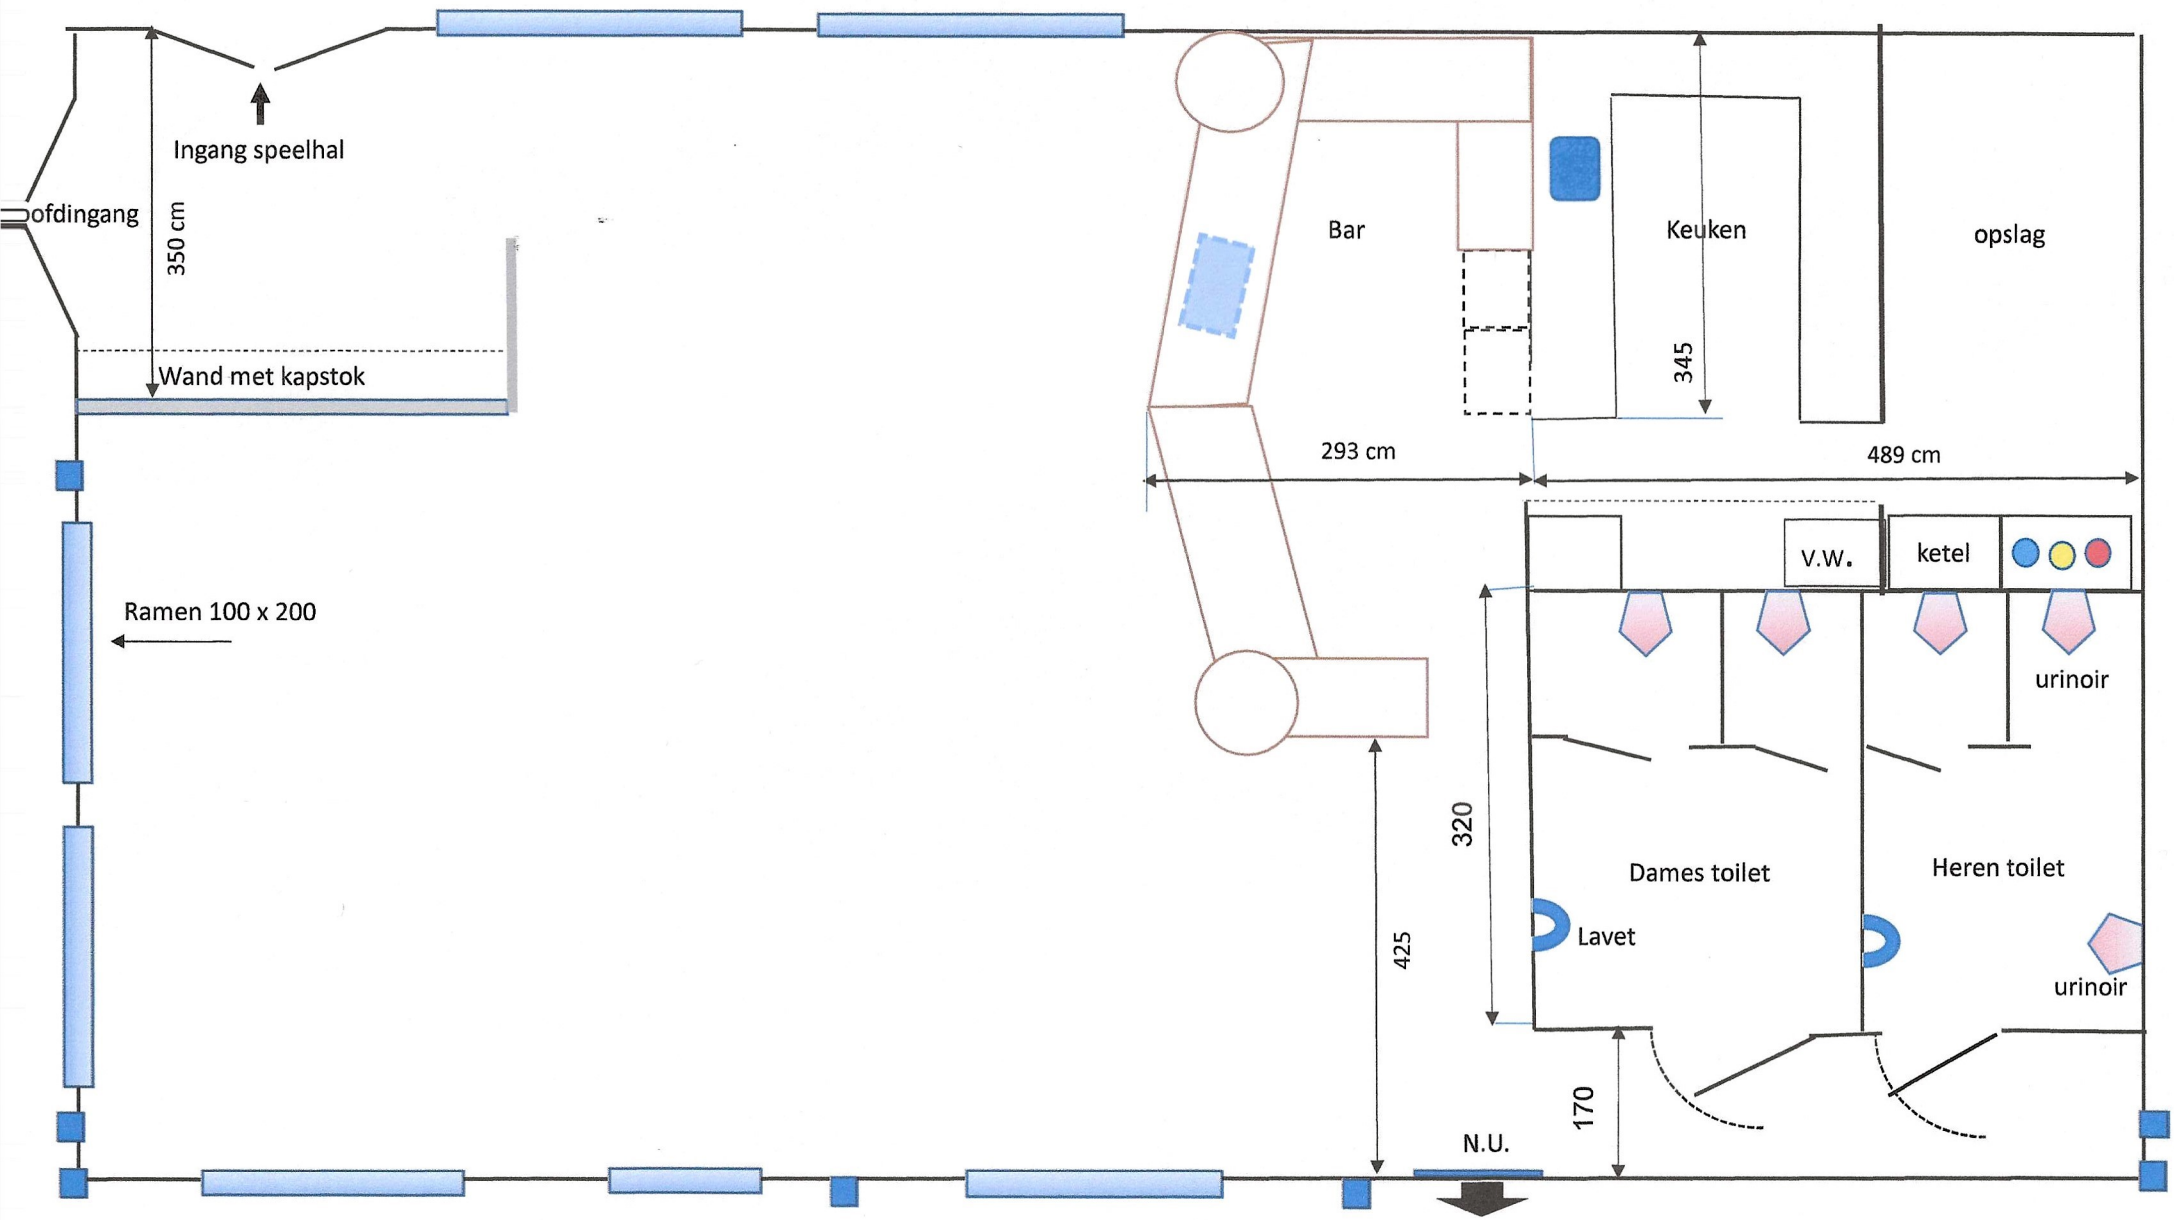 Ingang speelhal
ofdingang
350 cm
Wand met kapstok
Bar
Keuken
opslag
345
293 cm
489 cm
V.W.
ketel
Ramen 100 x 200
urinoir
320
Dames toilet
Heren toilet
Lavet
425
urinoir
170
N.U.